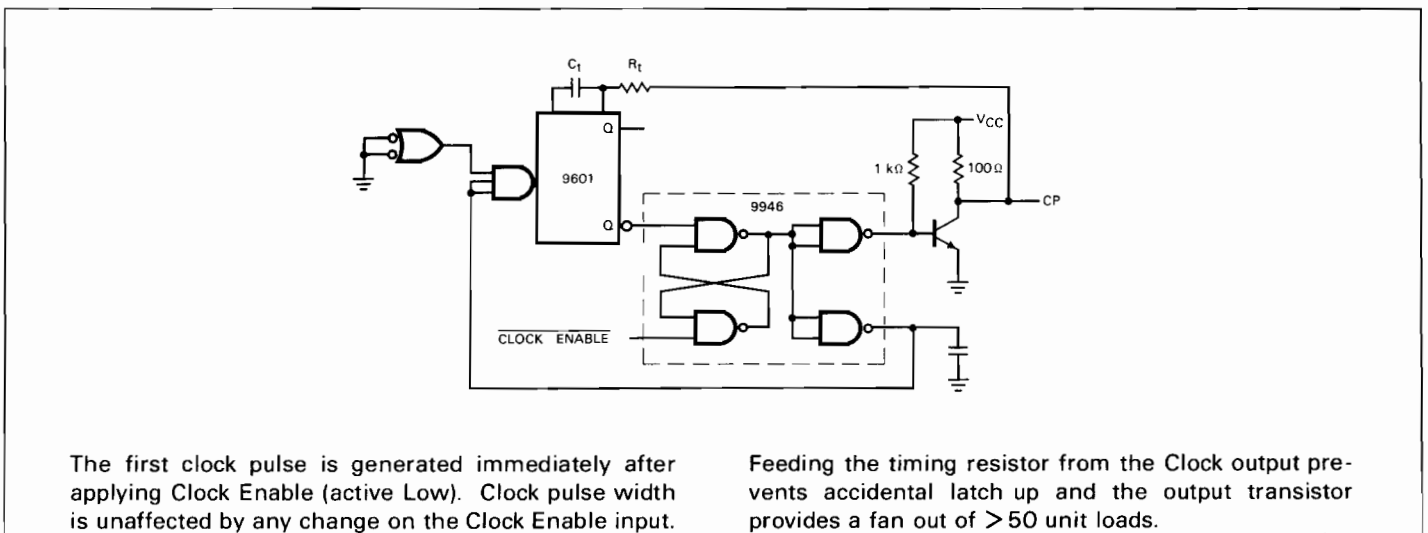 C₁ Rₜ
Q
VCC
1 kΩ
100Ω
9601
CP
9946
Q
CLOCK ENABLE
The first clock pulse is generated immediately after
applying Clock Enable (active Low). Clock pulse width
is unaffected by any change on the Clock Enable input.
Feeding the timing resistor from the Clock output pre-
vents accidental latch up and the output transistor
provides a fan out of >50 unit loads.